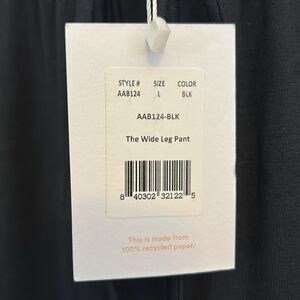 STYLE # SIZE COLOR
AAB124 L BLK
AAB124-BLK
The Wide Leg Pant
8 40302 32122 5
This is made from
100% recycled paper.